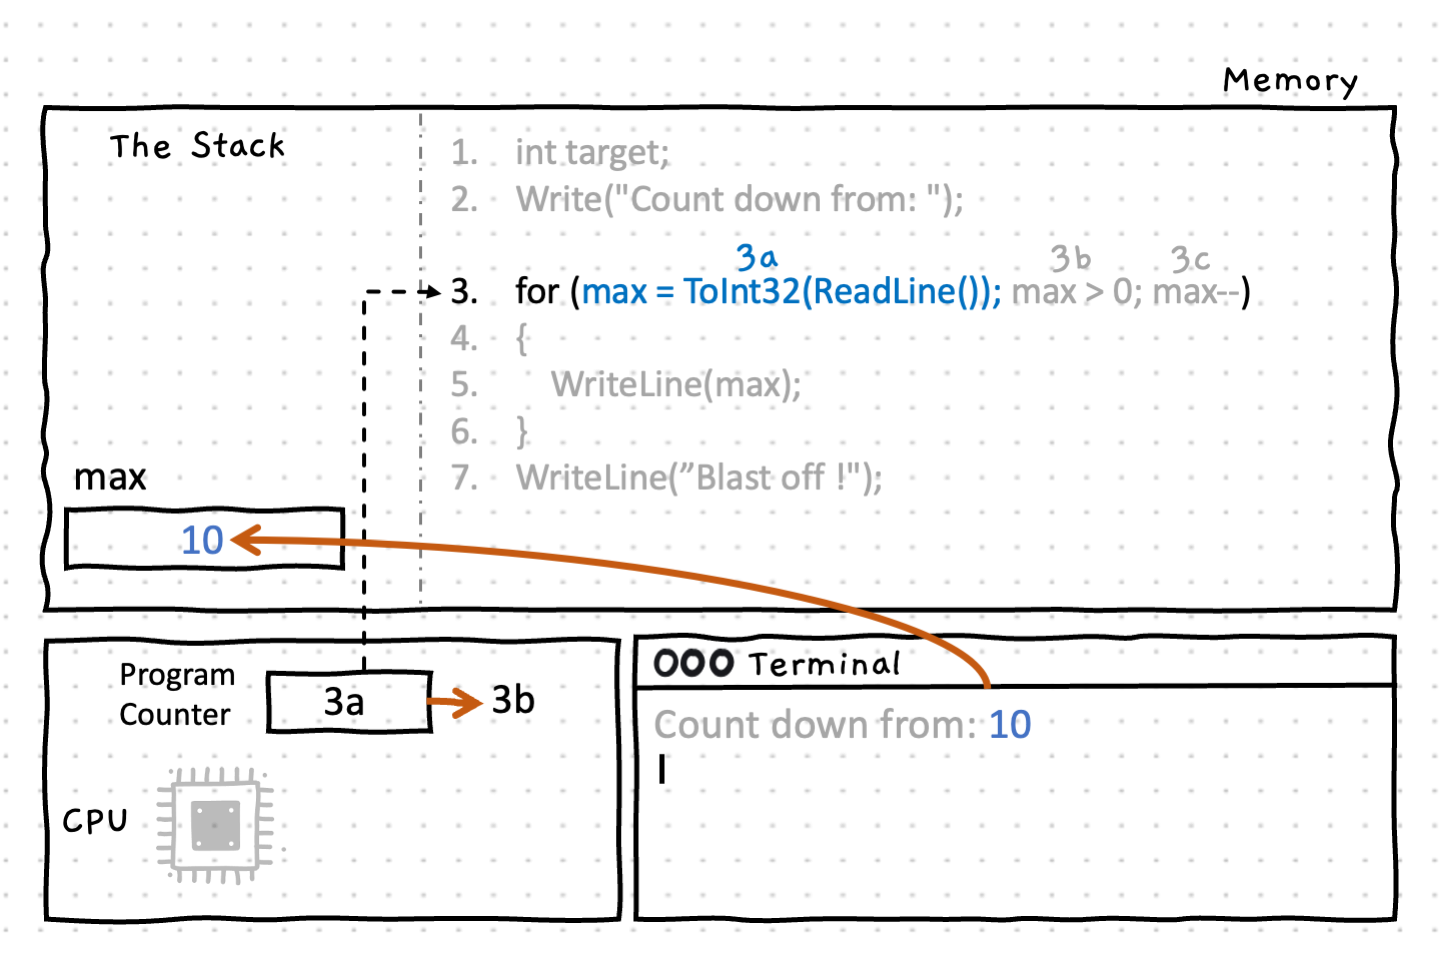 Memory
The Stack
1. int target;
2. Write("Count down from: ");
3a 3b 3c
3. for (max = ToInt32(ReadLine()); max > 0; max--)
4. {
5. WriteLine(max);
6. }
max
7. WriteLine(”Blast off !");
10
Program
Counter
3a
3b
CPU
Terminal
Count down from: 10